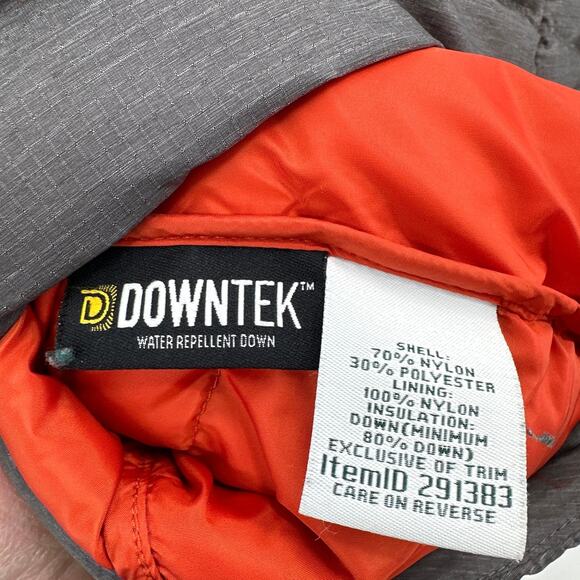 D DOWNTEK™
WATER REPELLENT DOWN
SHELL:
70% NYLON
30% POLYESTER
LINING:
100% NYLON
INSULATION:
DOWN(MINIMUM
80% DOWN)
EXCLUSIVE OF TRIM
ItemID 291383
CARE ON REVERSE